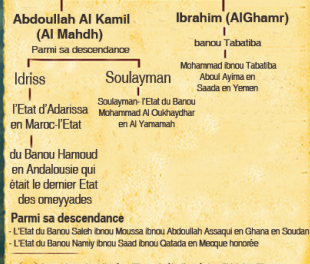 Abdoullah Al Kamil
(Al Mahdh)
Parmi sa descendance
Idriss
l'Etat d'Adarissa
en Maroc-l'Etat
du Banou Hamoud
en Andalousie qui
était le dernier Etat
des omeyyades
Soulayman
Soulayman- l'Etat du Banou
Mohammad Al Oukhaydhar
en Al Yamamah
Ibrahim (AlGhamr)
banou Tabatiba
Mohammad ibnou Tabatiba
Aboul Ayima en
Saada en Yemen
Parmi sa descendance
- L'Etat du Banou Saleh ibnou Moussa ibnou Abdoullah Assaqui en Ghana en Soudan
- L'Etat du Banou Namiy ibnou Saad ibnou Qatada en Mecque honorée